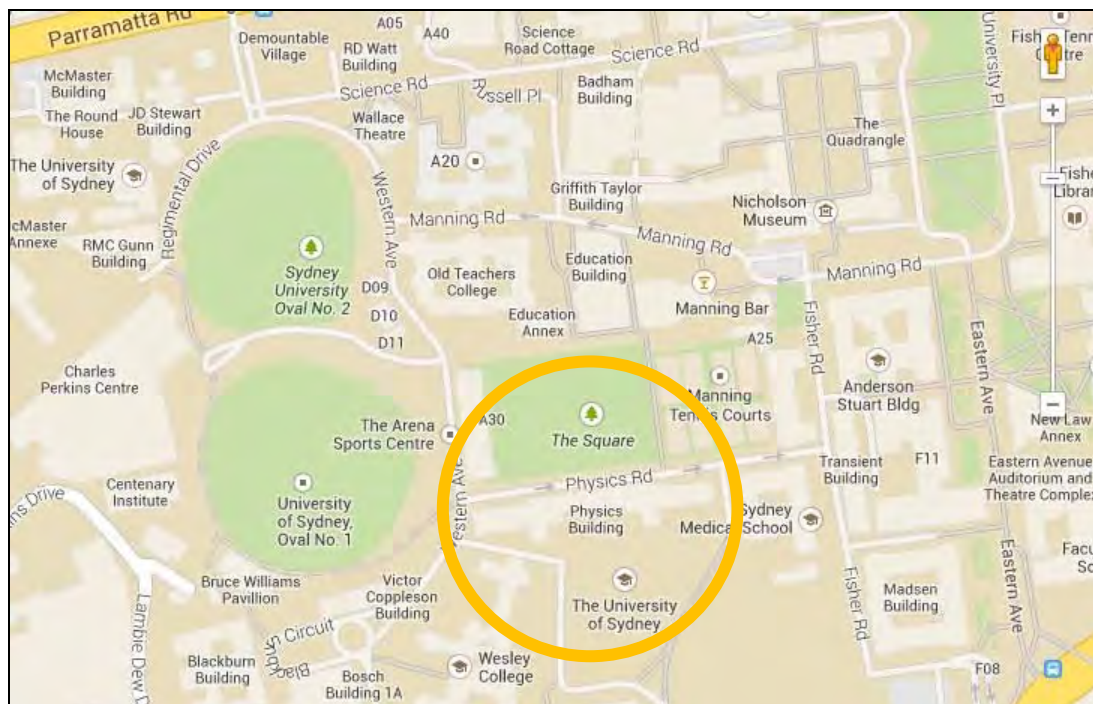 Parramatta Rd
Demountable
Village
A05
A40
RD Watt
Building
Science
Road Cottage
Science Rd
University Pl
McMaster
Building
The Round
House
JD Stewart
Building
Science Rd
Wallace
Theatre
Russell Pl
Badham
Building
The
Quadrangle
The University
of Sydney
A20
Regimental Drive
Western Ave
Griffith Taylor
Building
Nicholson
Museum
Manning Rd
Manning Rd
Manning Rd
RMC Gunn
Building
Sydney
University
Oval No. 2
D09
D10
D11
Old Teachers
College
Education
Building
Education
Annex
Manning Bar
A25
Fisher Rd
Eastern Ave
Charles
Perkins Centre
The Arena
Sports Centre
A30
The Square
Manning
Tennis Courts
Anderson
Stuart Bldg
New Law
Annex
Centenary
Institute
University
of Sydney,
Oval No. 1
Western Ave
Physics Rd
Physics
Building
Sydney
Medical School
Transient
Building
F11
Eastern Avenue
Auditorium and
Theatre Complex
Bruce Williams
Pavilion
Victor
Coppleson
Building
The University
of Sydney
Fisher Rd
Madsen
Building
Eastern Ave
Lambie Dew D
Circuit
Blackburn
Building
Bosch
Building 1A
Wesley
College
F08